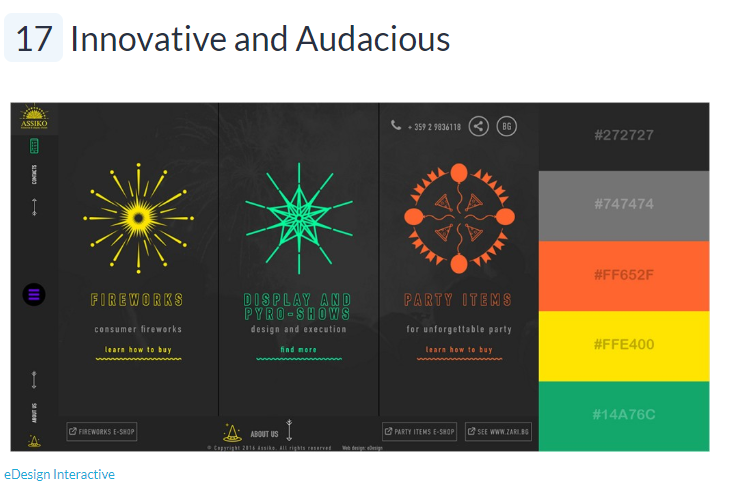 17 Innovative and Audacious
ASSIKO
CONTACTS
ABOUT US
+ 359 2 9836118
BG
FIREWORKS
consumer fireworks
learn how to buy
DISPLAY AND
PYRO-SHOWS
design and execution
find more
PARTY ITEMS
for unforgettable party
learn how to buy
FIREWORKS E-SHOP
ABOUT US
PARTY ITEMS E-SHOP
SEE WWW.ZARI.BG
© Copyright 2016 Assiko. All rights reserved
Web design: eDesign
#272727
#747474
#FF652F
#FFE400
#14A76C
eDesign Interactive